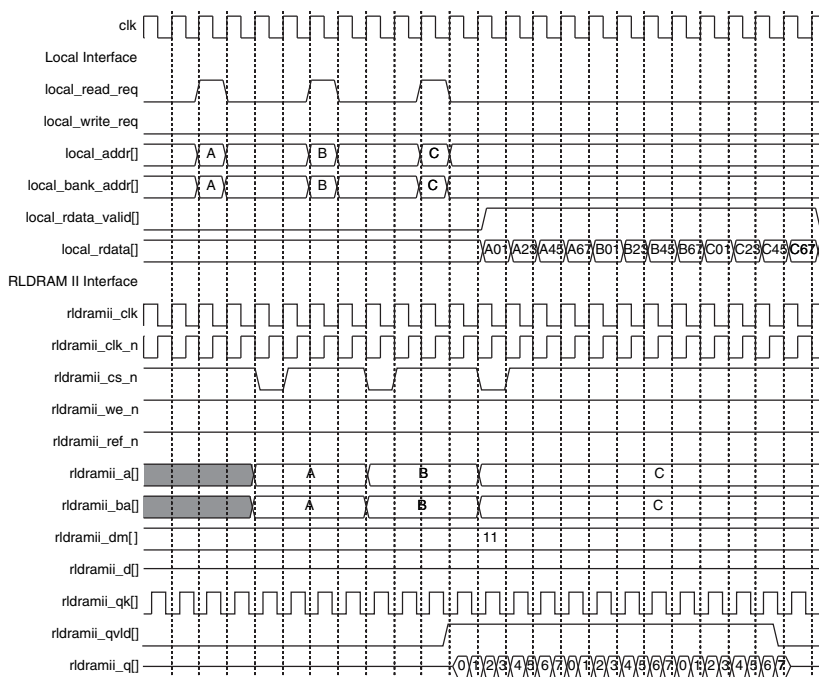 clk
Local Interface
local_read_req
local_write_req
local_addr[] A B C
local_bank_addr[] A B C
local_rdata_valid[]
local_rdata[] A01 A23 A45 A67 B01 B23 B45 B67 C01 C23 C45 C67
RLDRAM II Interface
rldramii_clk
rldramii_clk_n
rldramii_cs_n
rldramii_we_n
rldramii_ref_n
rldramii_a[] A B C
rldramii_ba[] A B C
rldramii_dm[] 11
rldramii_d[]
rldramii_qk[]
rldramii_qvld[]
rldramii_q[] 0 1 2 3 4 5 6 7 0 1 2 3 4 5 6 7 0 1 2 3 4 5 6 7